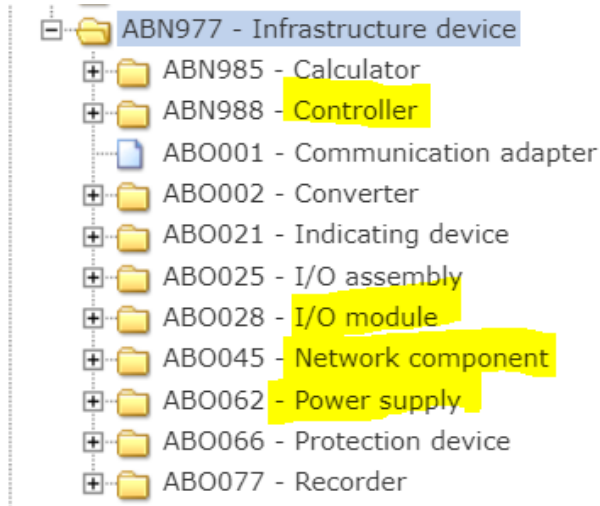 ABN977 - Infrastructure device
ABN985 - Calculator
ABN988 - Controller
ABO001 - Communication adapter
ABO002 - Converter
ABO021 - Indicating device
ABO025 - I/O assembly
ABO028 - I/O module
ABO045 - Network component
ABO062 - Power supply
ABO066 - Protection device
ABO077 - Recorder